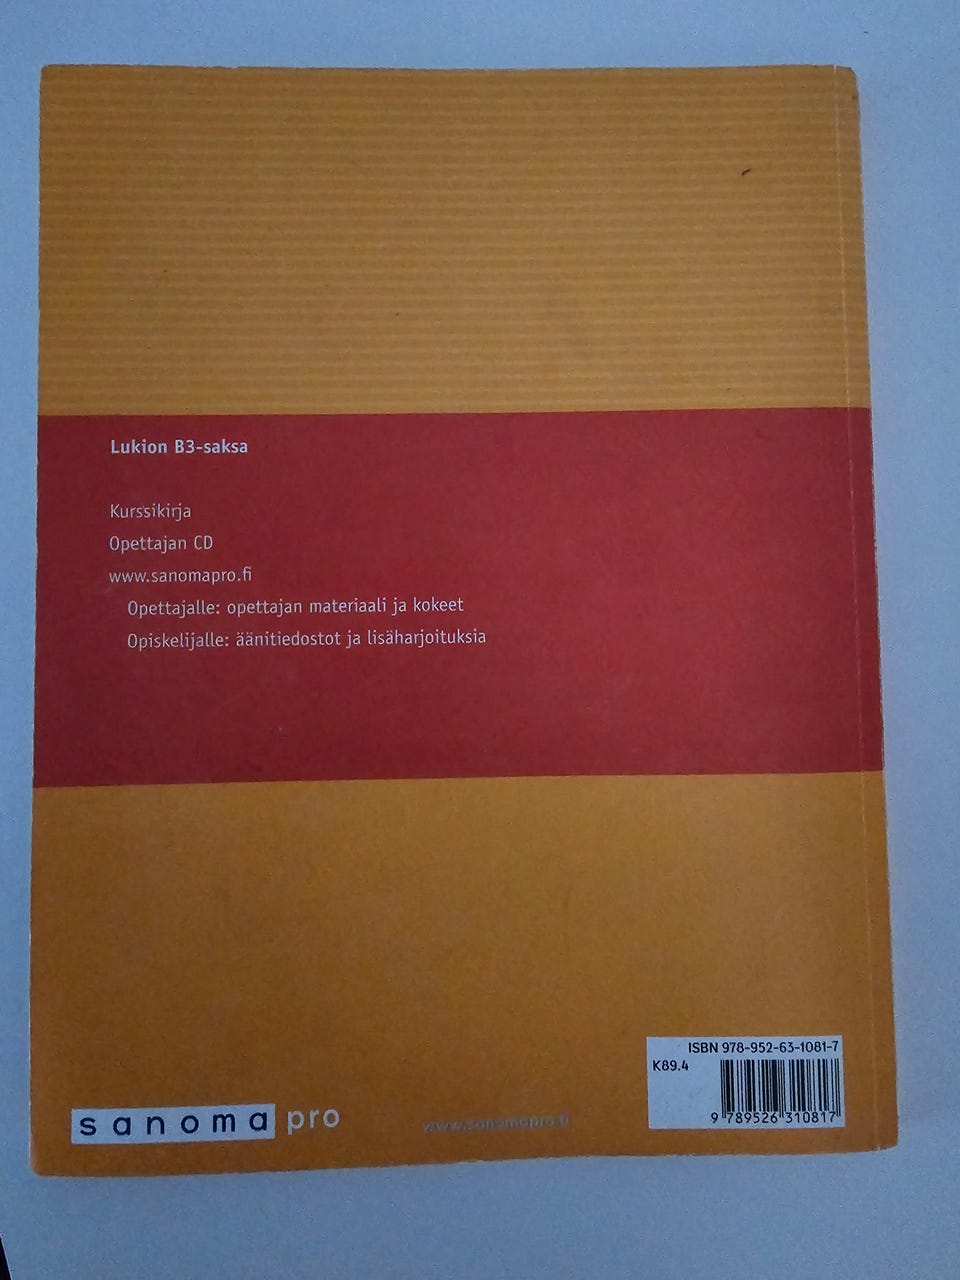 Lukion B3-saksa
Kurssikirja
Opettajan CD
www.sanomapro.fi
Opettajalle: opettajan materiaali ja kokeet
Opiskelijalle: äänitiedostot ja lisäharjoituksia
ISBN 978-952-63-1081-7
K89.4
9 789526 310817
sanoma pro
www.sanomapro.fi